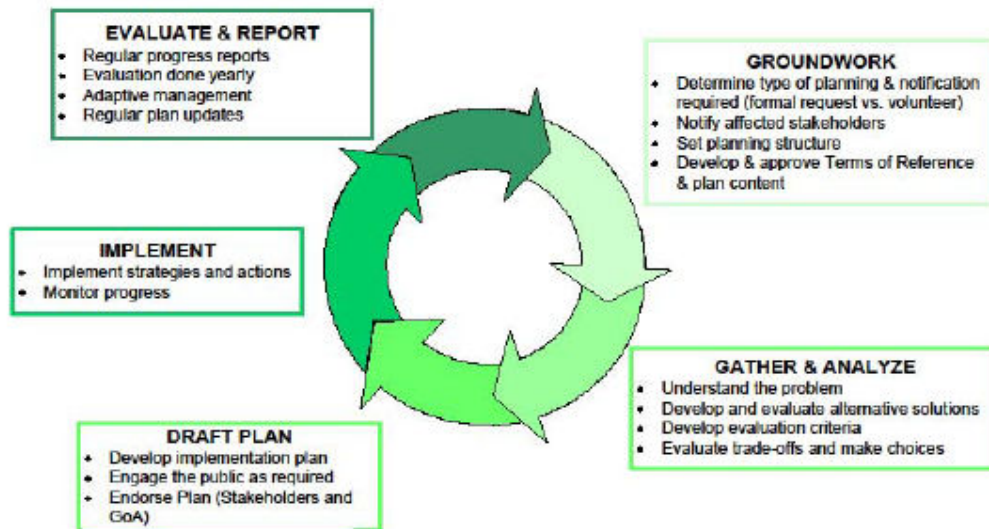 EVALUATE & REPORT
• Regular progress reports
• Evaluation done yearly
• Adaptive management
• Regular plan updates
GROUNDWORK
• Determine type of planning & notification
required (formal request vs. volunteer)
• Notify affected stakeholders
• Set planning structure
• Develop & approve Terms of Reference
& plan content
IMPLEMENT
• Implement strategies and actions
• Monitor progress
GATHER & ANALYZE
• Understand the problem
• Develop and evaluate alternative solutions
• Develop evaluation criteria
• Evaluate trade-offs and make choices
DRAFT PLAN
• Develop implementation plan
• Engage the public as required
• Endorse Plan (Stakeholders and
GoA)